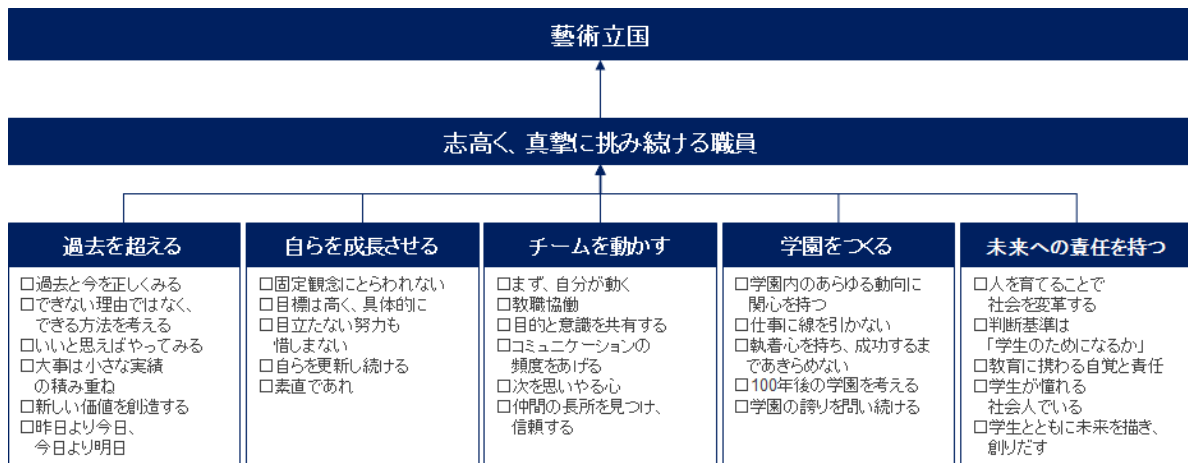 藝術立国
志高く、真摯に挑み続ける職員
過去を超える
□過去と今を正しくみる
□できない理由ではなく、
できる方法を考える
□いいと思えばやってみる
□大事は小さな実績
の積み重ね
□新しい価値を創造する
□昨日より今日、
今日より明日
自らを成長させる
□固定観念にとらわれない
□目標は高く、具体的に
□目立たない努力も
惜しまない
□自らを更新し続ける
□素直であれ
チームを動かす
□まず、自分が動く
□教職協働
□目的と意識を共有する
□コミュニケーションの
頻度をあげる
□次を思いやる心
□仲間の長所を見つけ、
信頼する
学園をつくる
□学園内のあらゆる動向に
関心を持つ
□仕事に線を引かない
□執着心を持ち、成功するま
であきらめない
□100年後の学園を考える
□学園の誇りを問い続ける
未来への責任を持つ
□人を育てることで
社会を変革する
□判断基準は
「学生のためになるか」
□教育に携わる自覚と責任
□学生が憧れる
社会人でいる
□学生とともに未来を描き、
創りだす